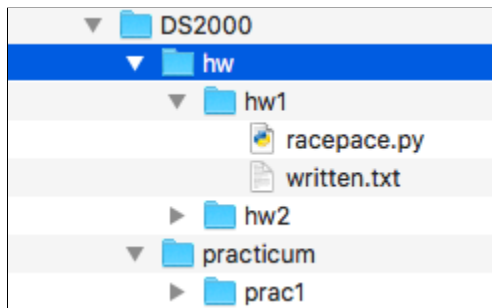 DS2000
hw
hw1
racepace.py
written.txt
hw2
practicum
prac1